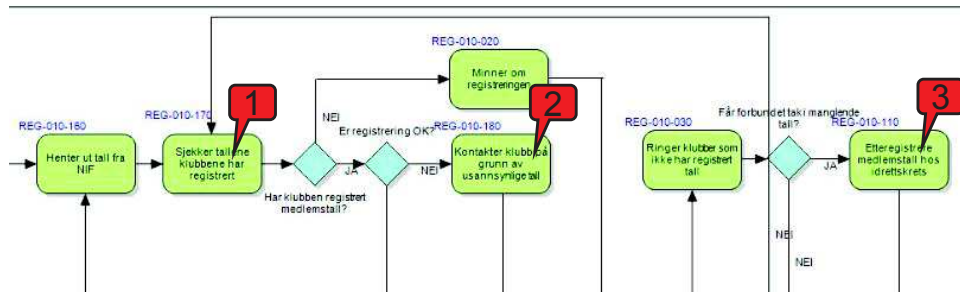 REG-010-020
Minner om
registreringen
REG-010-160
Henter ut tall fra
NIF
REG-010-170
1
Sjekker tallene
klubbene har
registrert
NEI
Har klubben registrert
medlemstall?
JA
Er registrering OK?
NEI
REG-010-180
2
Kontakter klubb på
grunn av
usannsynlige tall
REG-010-030
Ringer klubber som
ikke har registert
tall
Får forbundet tak i manglende
tall?
JA
NEI
NEI
REG-010-110
3
Etteregistrere
medlemstall hos
idrettskrets